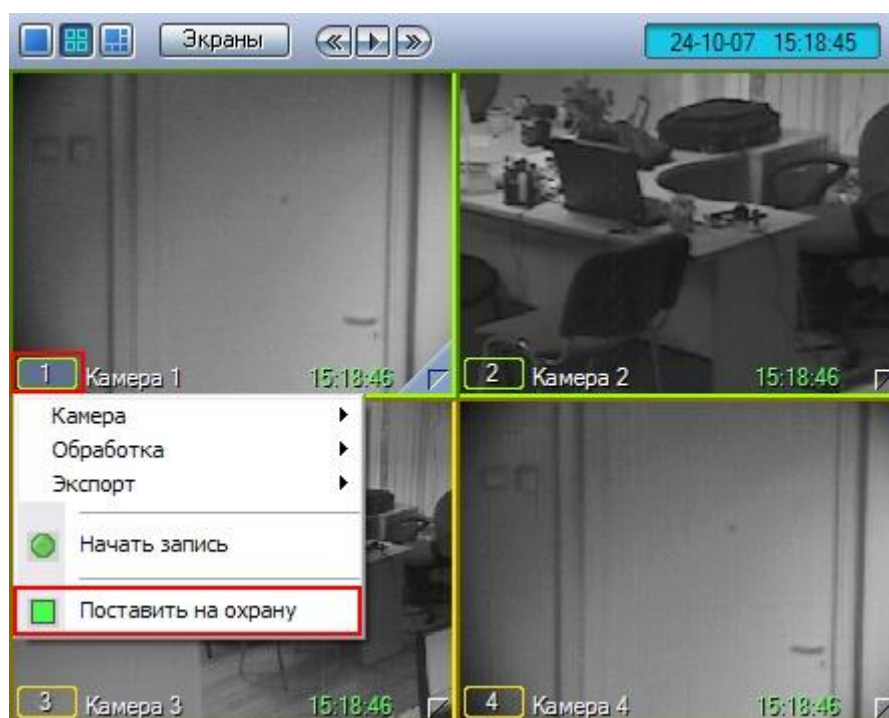 Экраны
24-10-07 15:18:45
1 Камера 1 15:18:46
2 Камера 2 15:18:46
Камера
Обработка
Экспорт
Начать запись
Поставить на охрану
3 Камера 3 15:18:46
4 Камера 4 15:18:46